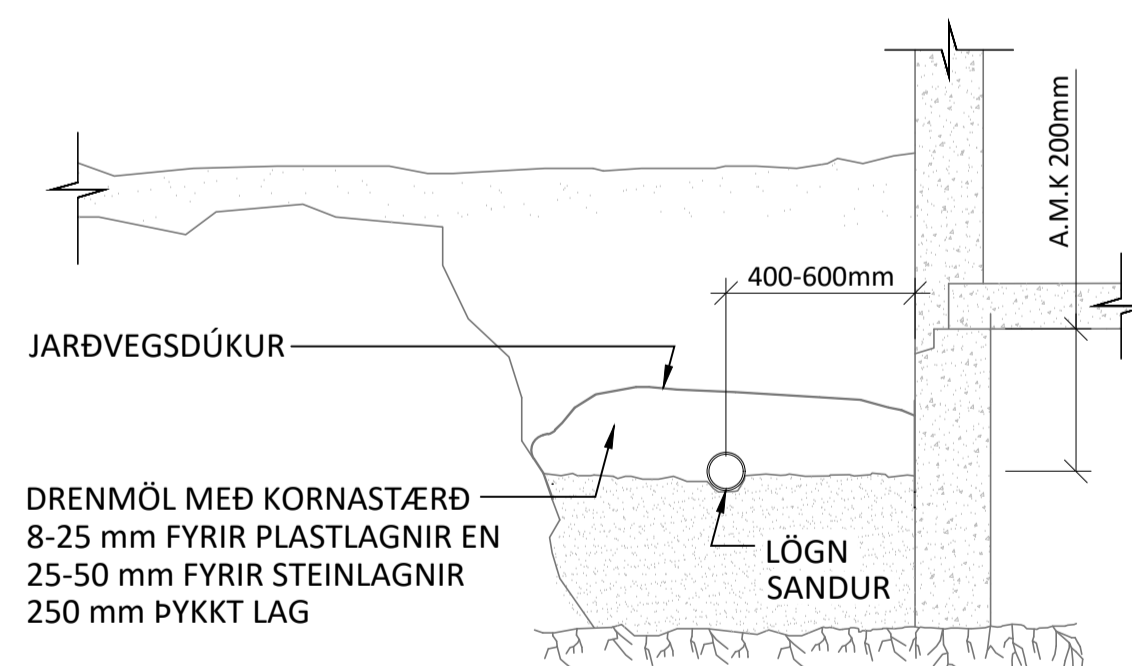 A.M.K 200mm
400-600mm
JARÐVEGSDÚKUR
DRENMÖL MEÐ KORNASTÆRÐ
8-25 mm FYRIR PLASTLAGNIR EN
25-50 mm FYRIR STEINLAGNIR
250 mm ÞYKKT LAG
LÖGN
SANDUR